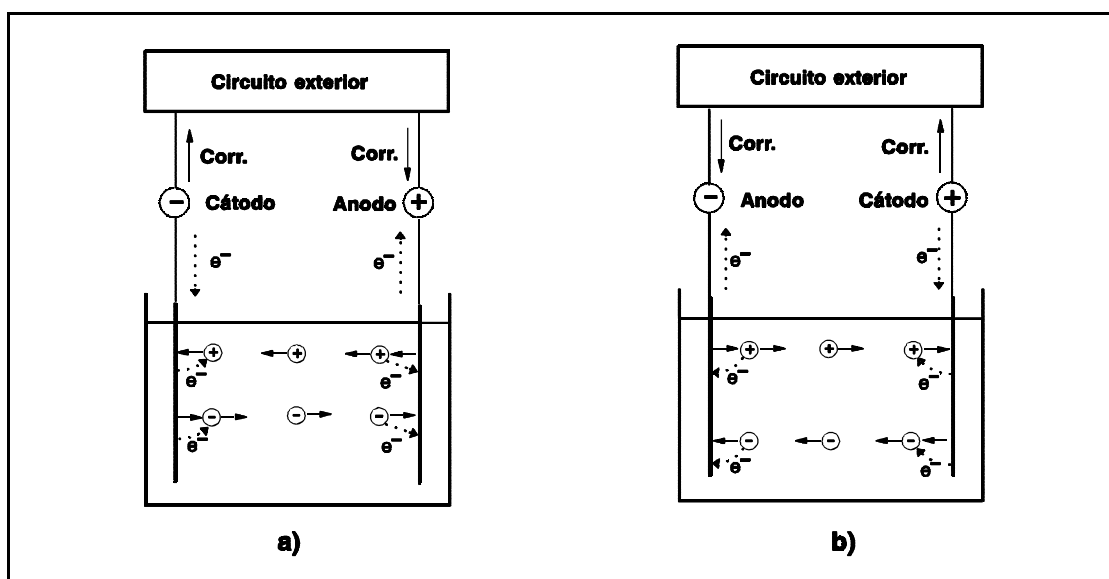 Circuito exterior
Corr. Corr.
− Cátodo Anodo +
e− e−
+ + +
e− e−
− − −
e− e−
a)
Circuito exterior
Corr. Corr.
− Anodo Cátodo +
e− e−
+ + +
e− e−
− − −
e− e−
b)